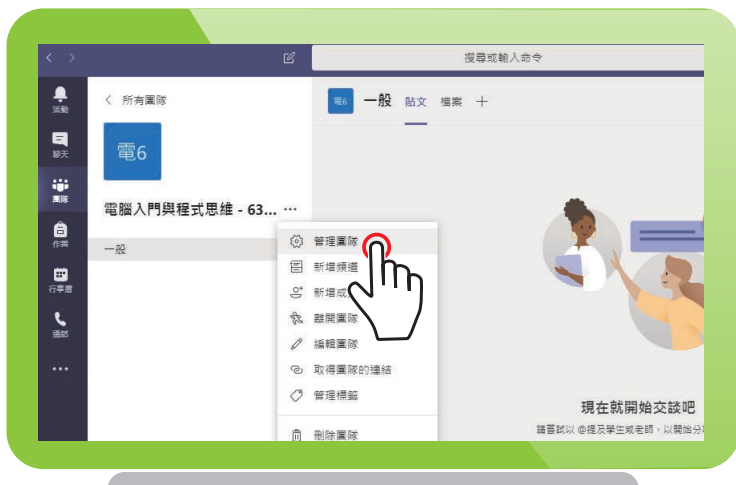 搜尋或輸入命令
活動
聊天
團隊
作業
行事曆
通話
所有團隊
電6
電腦入門與程式思維 - 63... ...
一般
管理團隊
新增頻道
新增成
離開團隊
編輯團隊
取得團隊的連結
管理標籤
刪除團隊
電6 一般 貼文 檔案 +
現在就開始交談吧
請嘗試以 @提及學生或老師,以開始分